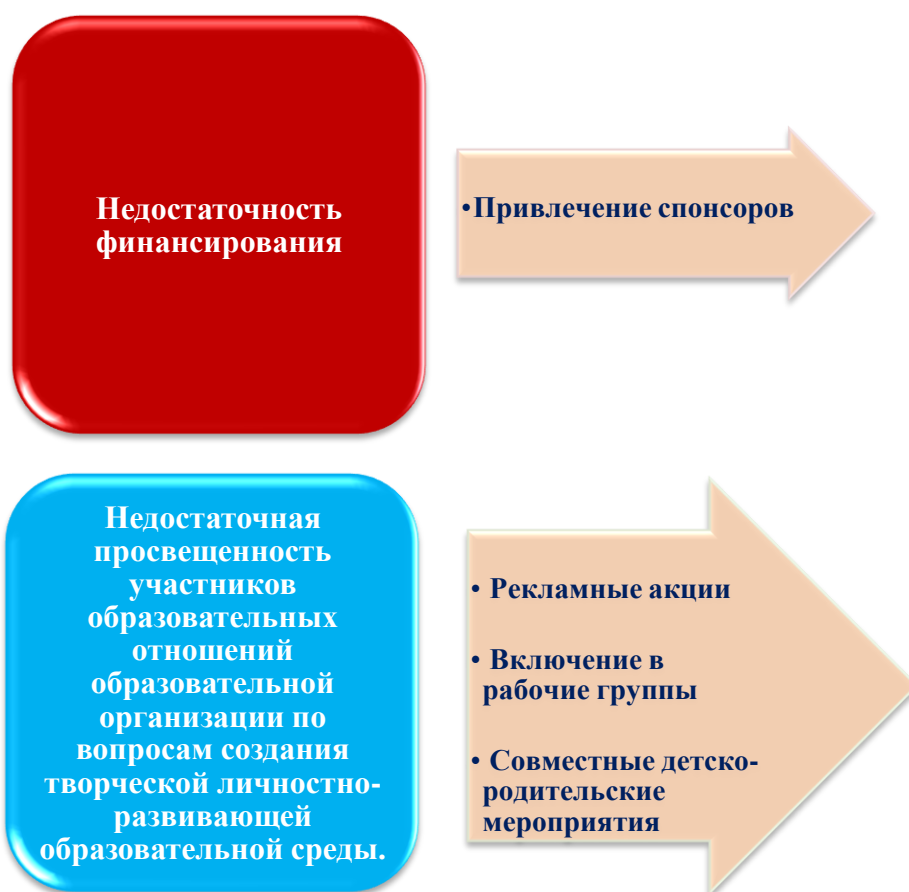 Недостаточность
финансирования
•Привлечение спонсоров
Недостаточная
просвещенность
участников
образовательных
отношений
образовательной
организации по
вопросам создания
творческой личностно-
развивающей
образовательной среды.
• Рекламные акции
• Включение в
рабочие группы
• Совместные детско-
родительские
мероприятия